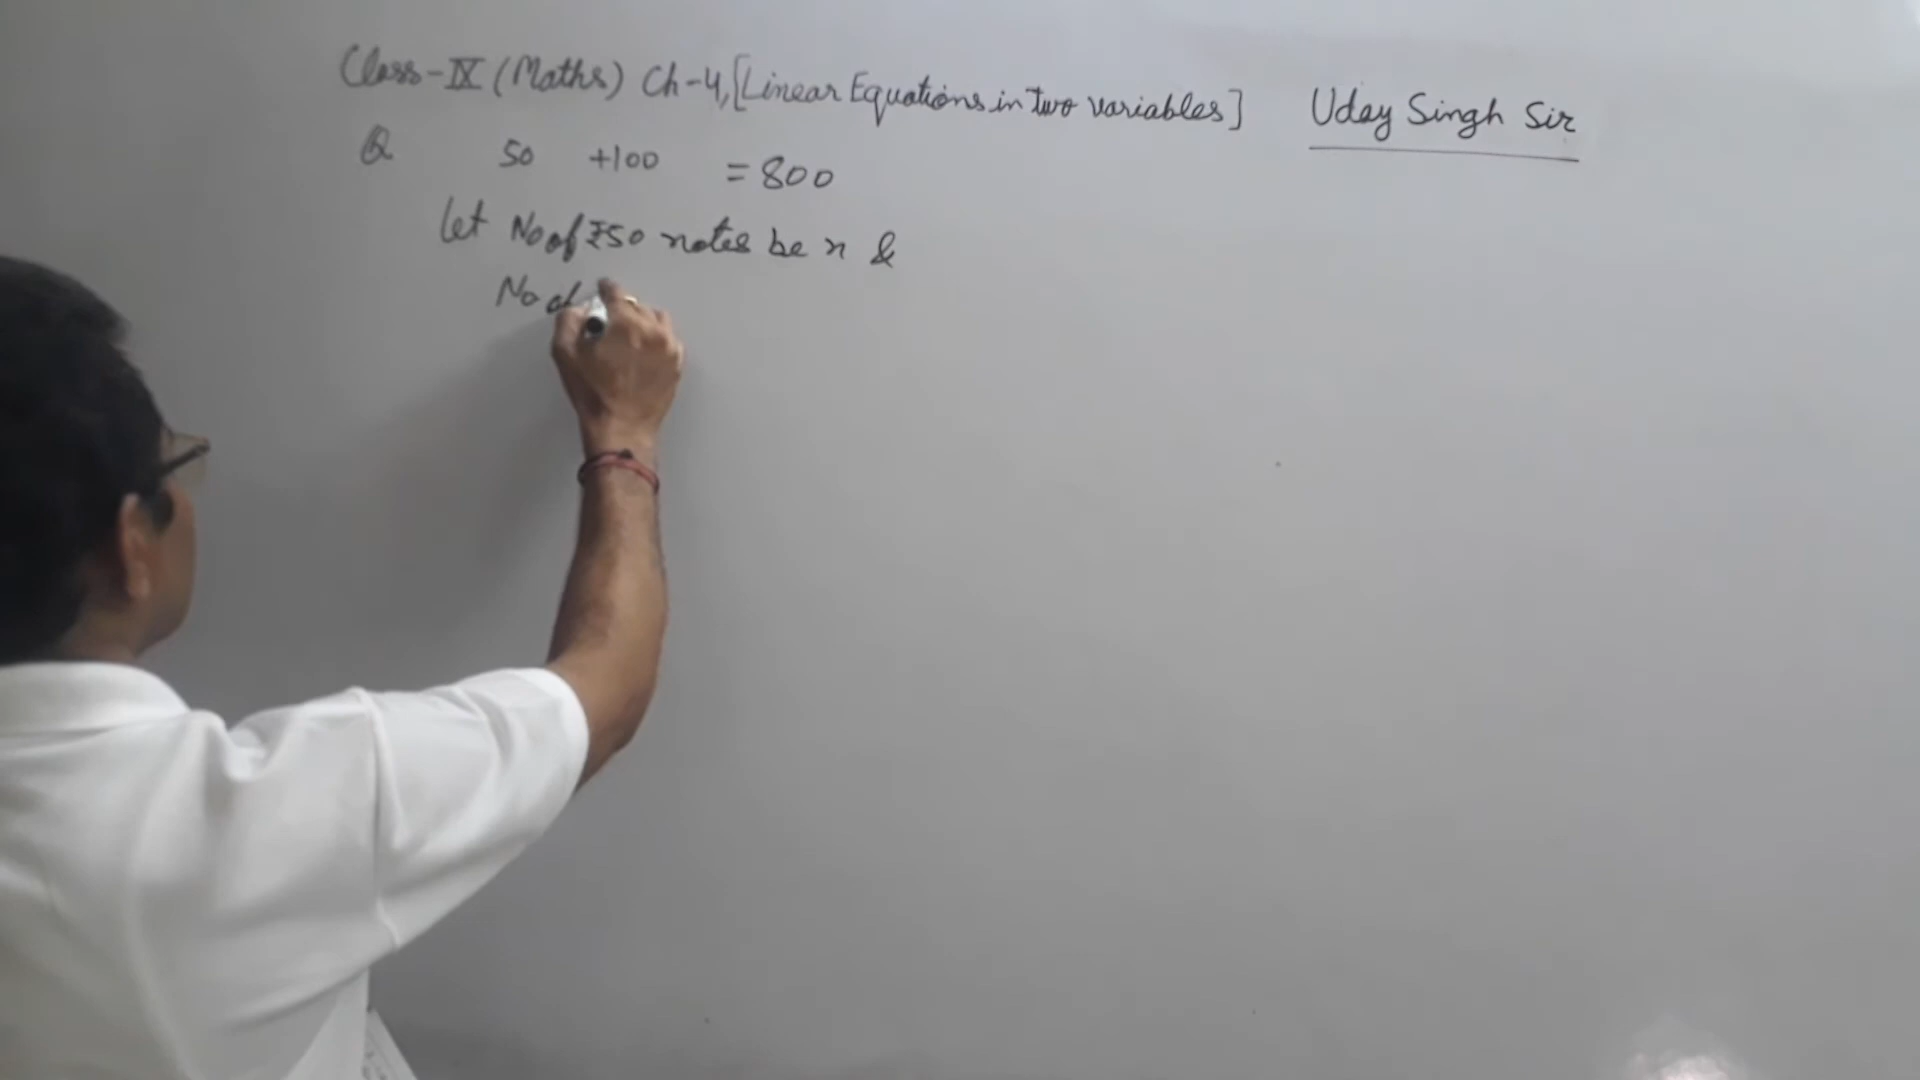 Class-IX (Maths) Ch-4, [Linear Equations in two variables] Uday Singh Sir
Q 50 +100 = 800
Let No of ₹50 notes be x &
No of